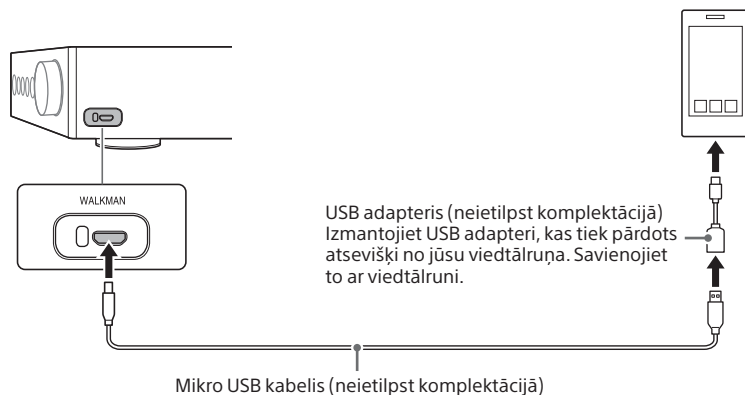 WALKMAN
USB adapteris (neietilpst komplektācijā)
Izmantojiet USB adapteri, kas tiek pārdots
atsevišķi no jūsu viedtālruņa. Savienojiet
to ar viedtālruni.
Mikro USB kabelis (neietilpst komplektācijā)